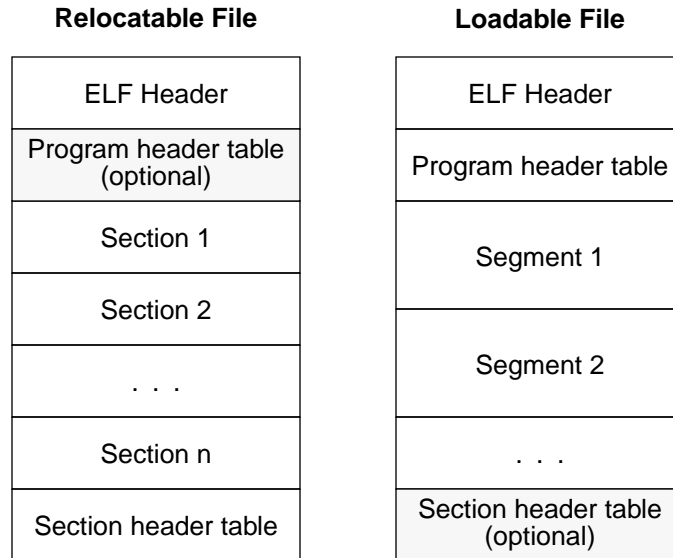 Relocatable File
ELF Header
Program header table
(optional)
Section 1
Section 2
. . .
Section n
Section header table
Loadable File
ELF Header
Program header table
Segment 1
Segment 2
. . .
Section header table
(optional)